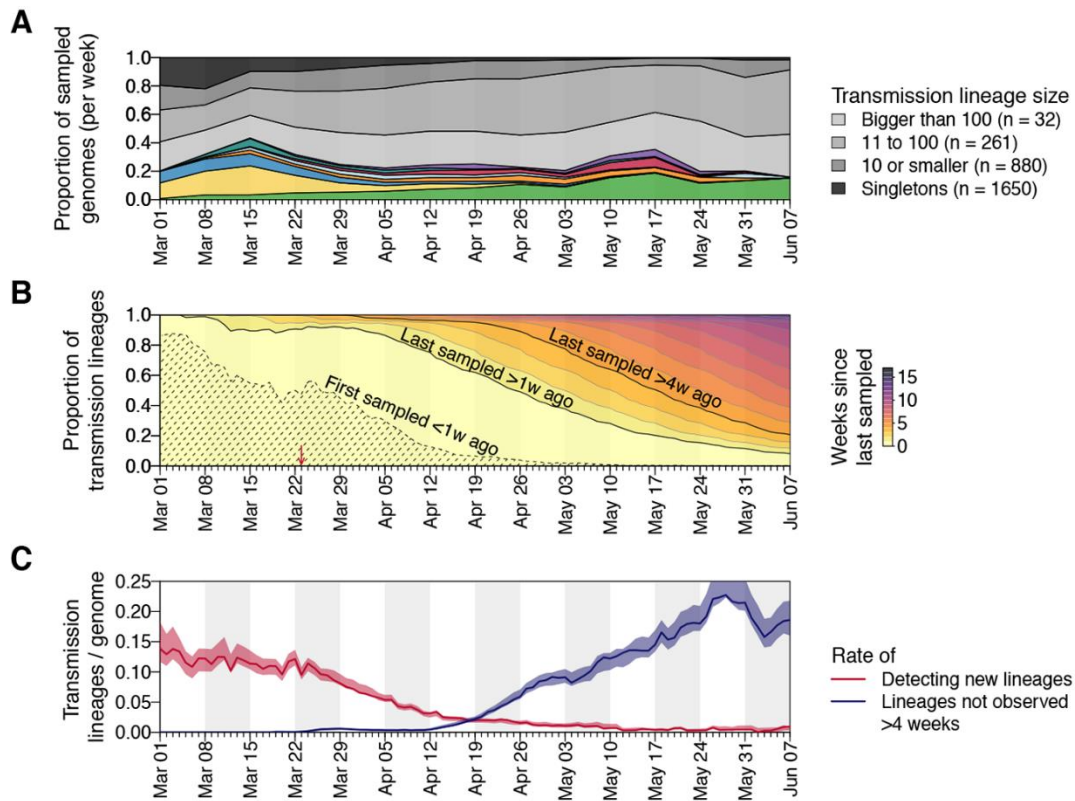 A
Proportion of sampled
genomes (per week)
1.0
0.8
0.6
0.4
0.2
0.0
Mar 01
Mar 08
Mar 15
Mar 22
Mar 29
Apr 05
Apr 12
Apr 19
Apr 26
May 03
May 10
May 17
May 24
May 31
Jun 07
Transmission lineage size
Bigger than 100 (n = 32)
11 to 100 (n = 261)
10 or smaller (n = 880)
Singletons (n = 1650)
B
Proportion of
transmission lineages
1.0
0.8
0.6
0.4
0.2
0.0
First sampled <1w ago
Last sampled >1w ago
Last sampled >4w ago
Mar 01
Mar 08
Mar 15
Mar 22
Mar 29
Apr 05
Apr 12
Apr 19
Apr 26
May 03
May 10
May 17
May 24
May 31
Jun 07
Weeks since
last sampled
15
10
5
0
C
Transmission
lineages / genome
0.25
0.20
0.15
0.10
0.05
0.00
Mar 01
Mar 08
Mar 15
Mar 22
Mar 29
Apr 05
Apr 12
Apr 19
Apr 26
May 03
May 10
May 17
May 24
May 31
Jun 07
Rate of
Detecting new lineages
Lineages not observed
>4 weeks